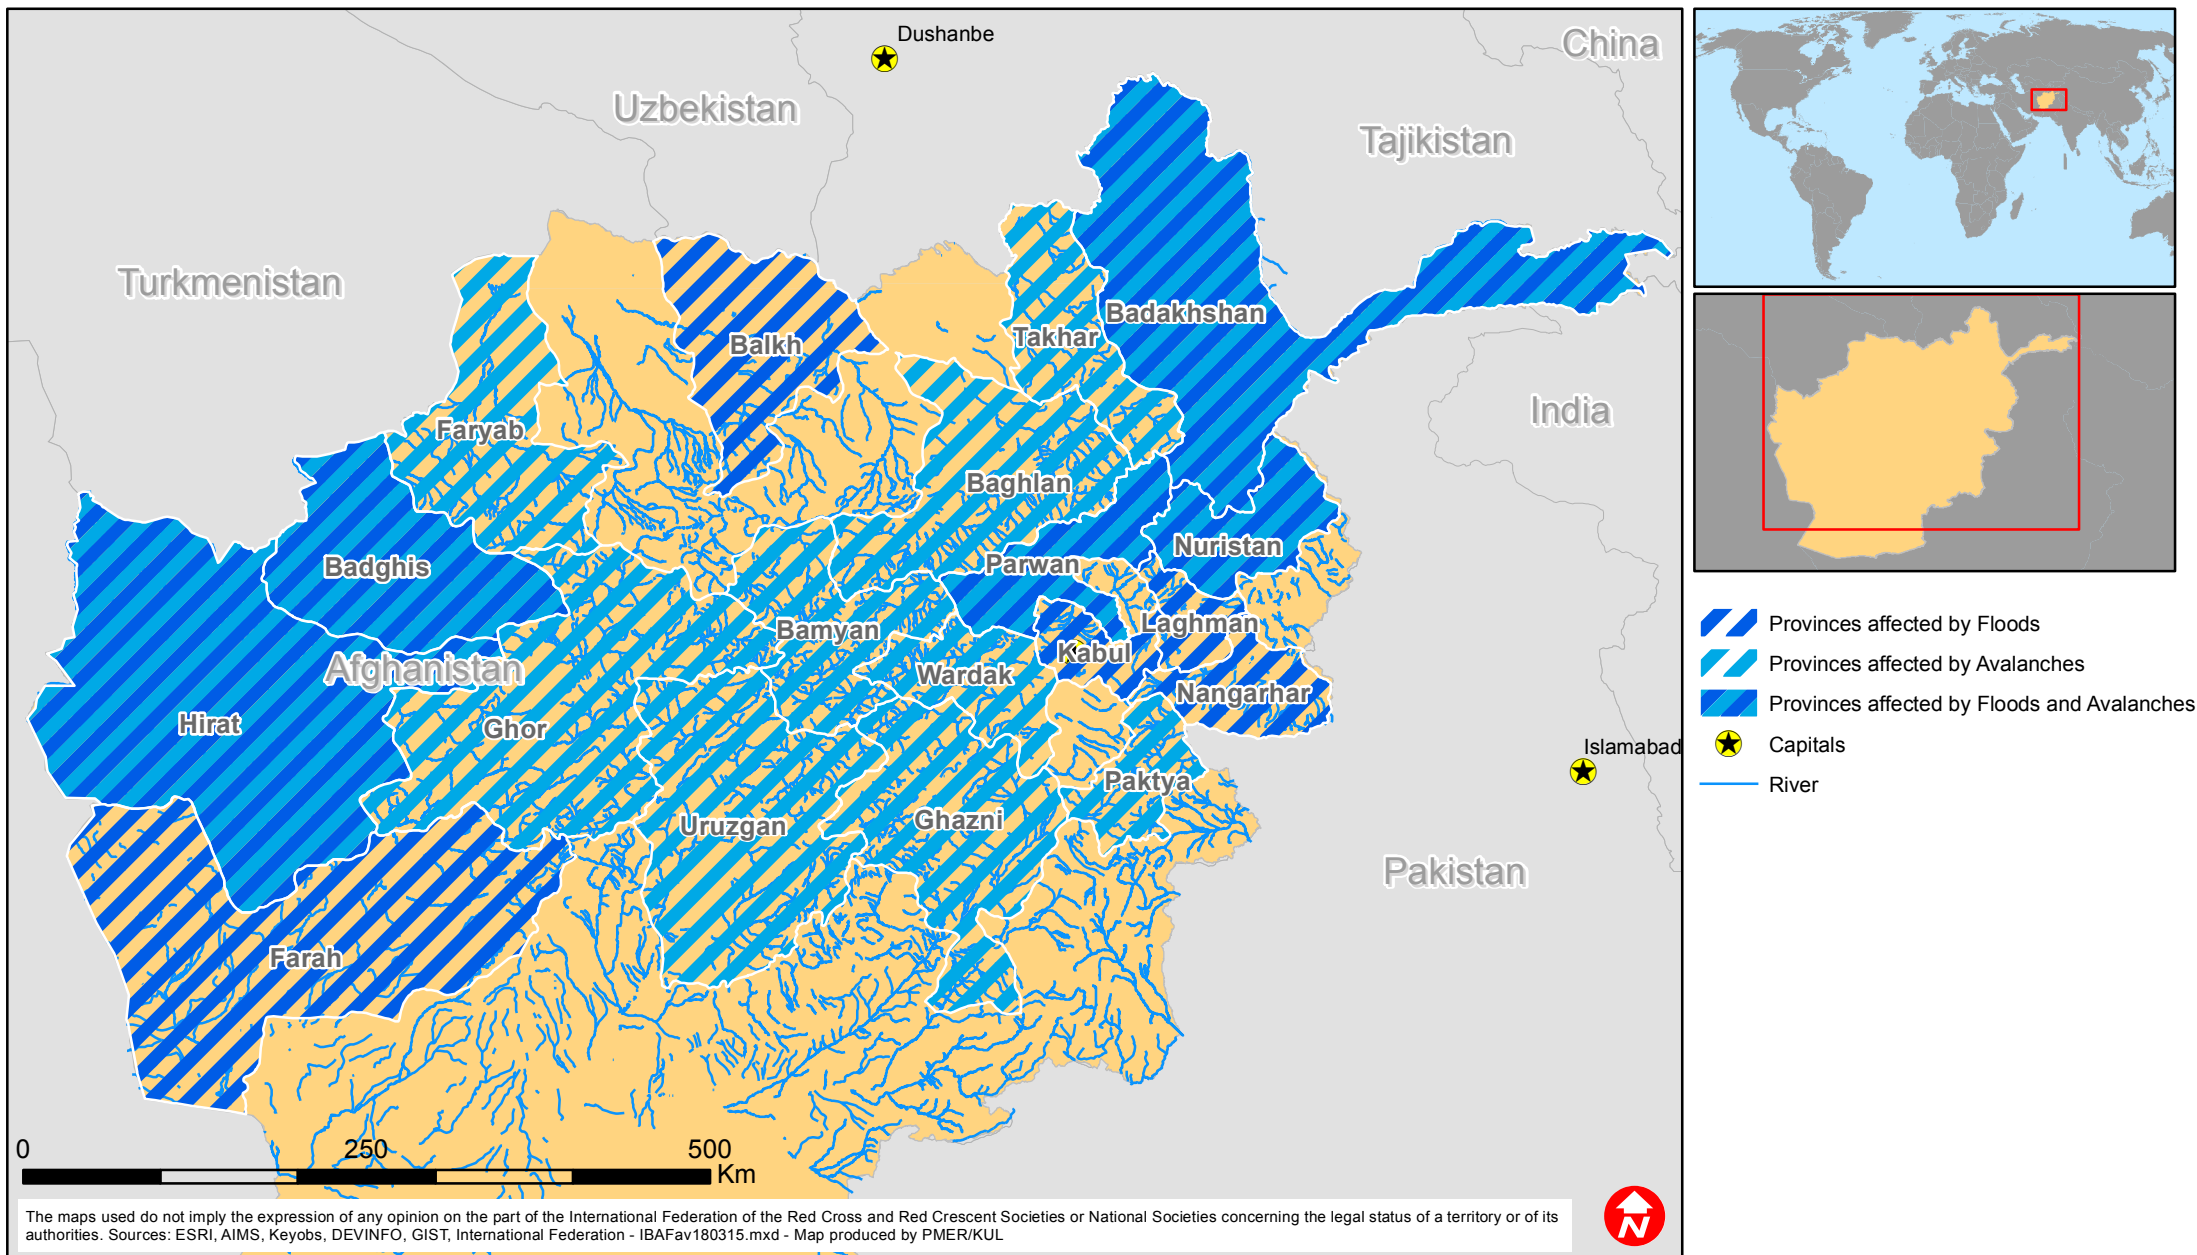 Dushanbe
China
Uzbekistan
Tajikistan
Turkmenistan
Badakhshan
Takhar
Balkh
India
Faryab
Baghlan
Nuristan
Parwan
Badghis
Laghman
Bamyan
Kabul
Afghanistan
Wardak
Nangarhar
Hirat
Ghor
Islamabad
Paktya
Ghazni
Uruzgan
Pakistan
Farah
0 250 500
Km
The maps used do not imply the expression of any opinion on the part of the International Federation of the Red Cross and Red Crescent Societies or National Societies concerning the legal status of a territory or of its
authorities. Sources: ESRI, AIMS, Keyobs, DEVINFO, GIST, International Federation - IBAFav180315.mxd - Map produced by PMER/KUL
N
Provinces affected by Floods
Provinces affected by Avalanches
Provinces affected by Floods and Avalanches
Capitals
River